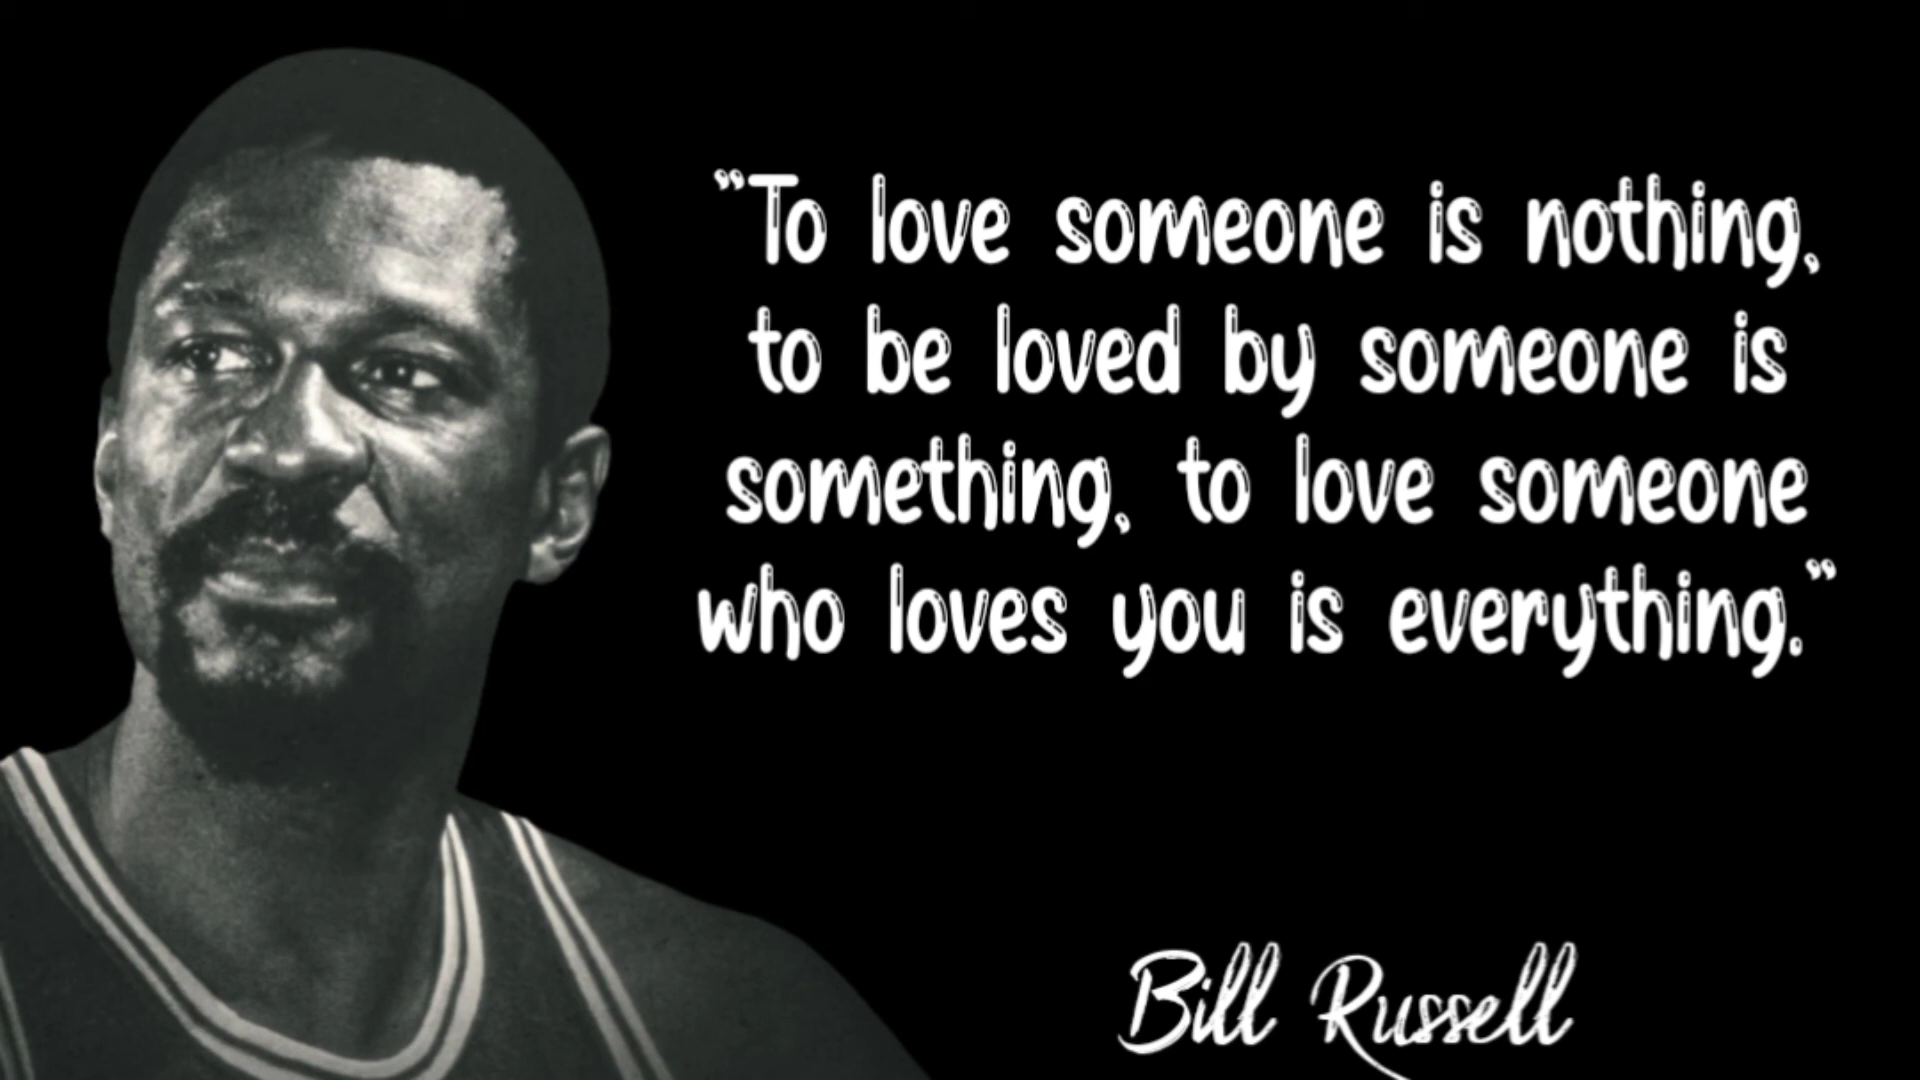 ”To love someone is nothing,
to be loved by someone is
something, to love someone
who loves you is everything.”
Bill Russell